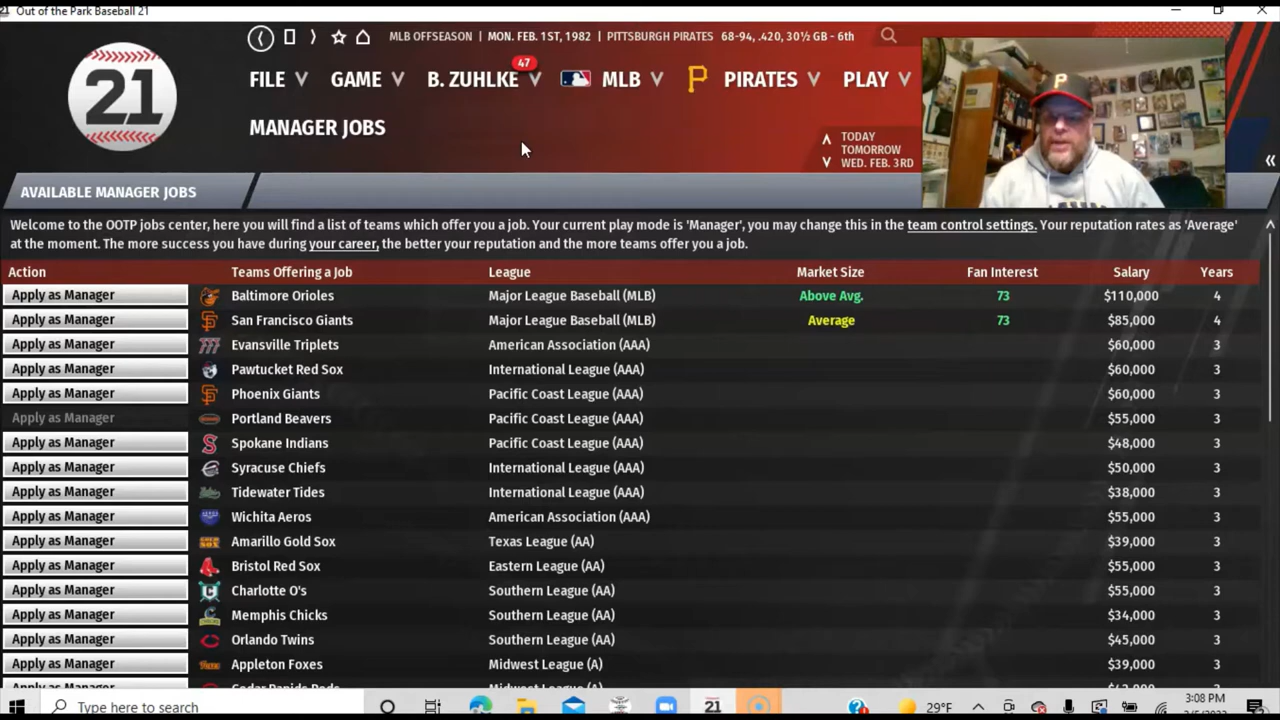 21 Out of the Park Baseball 21
MLB OFFSEASON | MON. FEB. 1ST, 1982 | PITTSBURGH PIRATES 68-94, .420, 30½ GB - 6th
21
FILE GAME B. ZUHLKE 47 MLB P PIRATES PLAY
P
MANAGER JOBS
TODAY
TOMORROW
WED. FEB. 3RD
AVAILABLE MANAGER JOBS
Welcome to the OOTP jobs center, here you will find a list of teams which offer you a job. Your current play mode is 'Manager', you may change this in the team control settings. Your reputation rates as 'Average'
at the moment. The more success you have during your career, the better your reputation and the more teams offer you a job.
Action Teams Offering a Job League Market Size Fan Interest Salary Years
Apply as Manager Baltimore Orioles Major League Baseball (MLB) Above Avg. 73 $110,000 4
Apply as Manager San Francisco Giants Major League Baseball (MLB) Average 73 $85,000 4
Apply as Manager Evansville Triplets American Association (AAA) $60,000 3
Apply as Manager Pawtucket Red Sox International League (AAA) $60,000 3
Apply as Manager Phoenix Giants Pacific Coast League (AAA) $60,000 3
Apply as Manager Portland Beavers Pacific Coast League (AAA) $55,000 3
Apply as Manager Spokane Indians Pacific Coast League (AAA) $48,000 3
Apply as Manager Syracuse Chiefs International League (AAA) $50,000 3
Apply as Manager Tidewater Tides International League (AAA) $38,000 3
Apply as Manager Wichita Aeros American Association (AAA) $55,000 3
Apply as Manager Amarillo Gold Sox Texas League (AA) $39,000 3
Apply as Manager Bristol Red Sox Eastern League (AA) $55,000 3
Apply as Manager Charlotte O's Southern League (AA) $55,000 3
Apply as Manager Memphis Chicks Southern League (AA) $34,000 3
Apply as Manager Orlando Twins Southern League (AA) $45,000 3
Apply as Manager Appleton Foxes Midwest League (A) $39,000 3
Apply as Manager Cedar Rapids Reds Midwest League (A) 3
Type here to search 21 29°F 3:08 PM